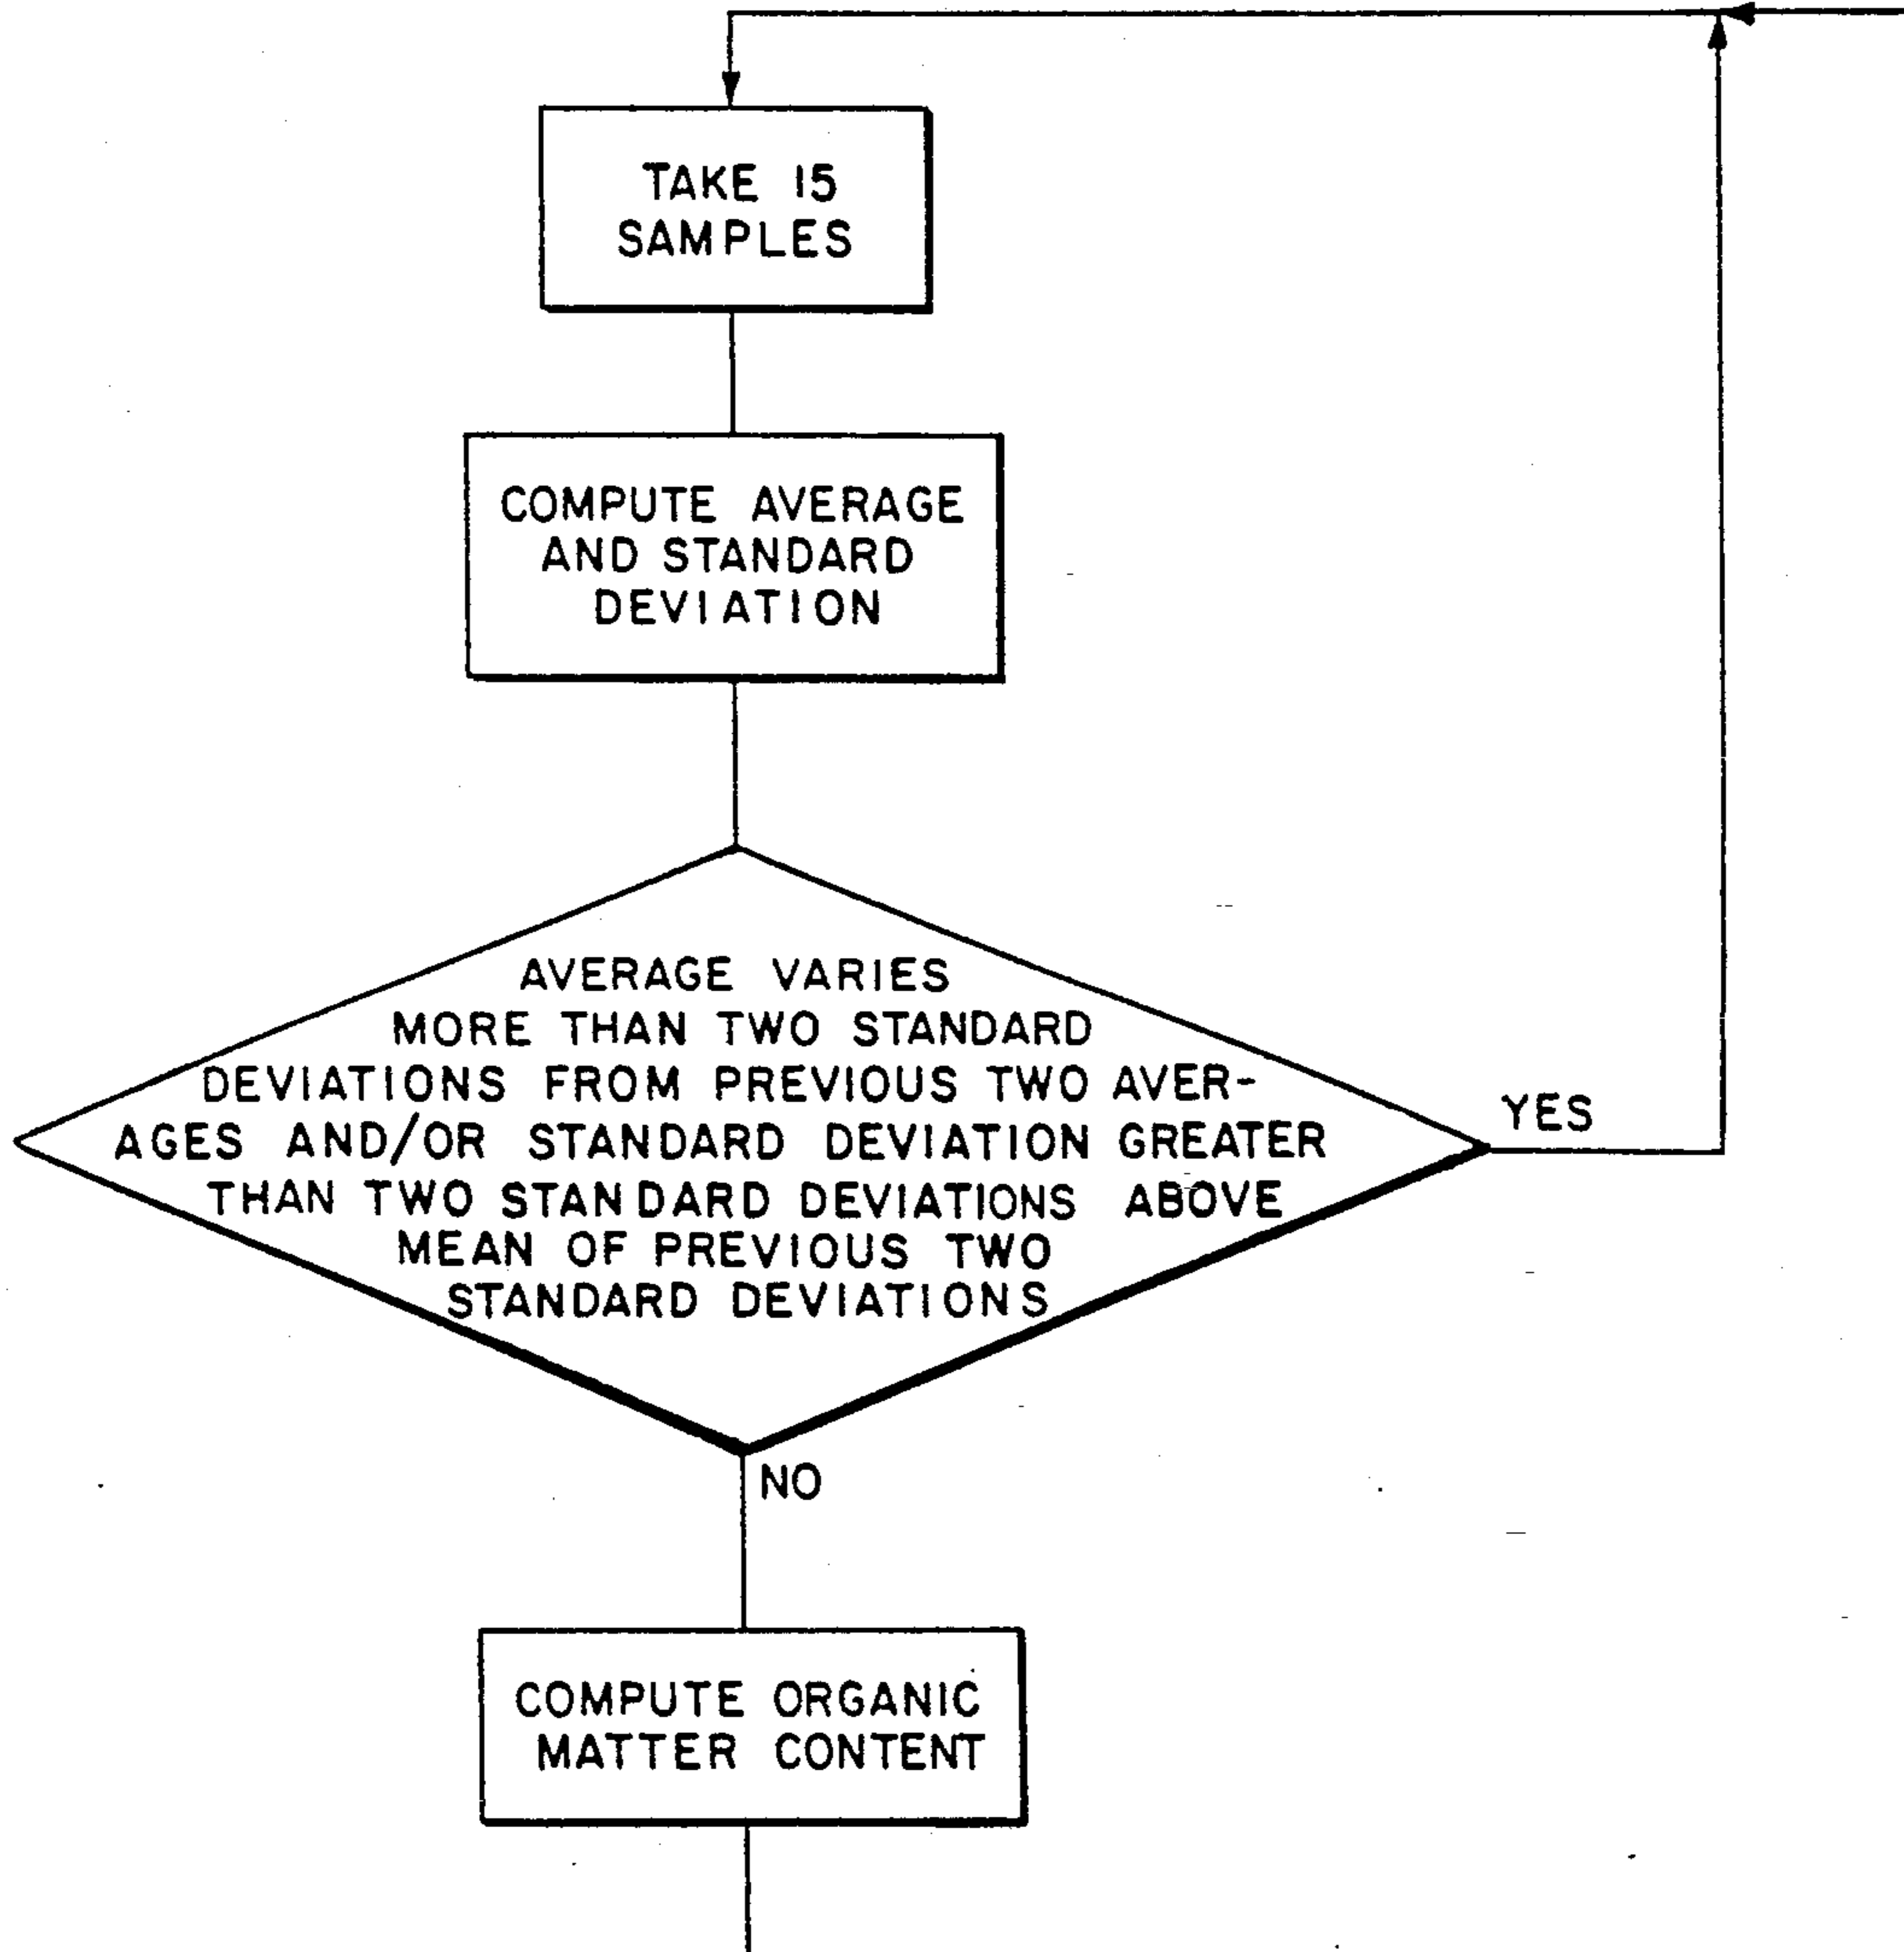 TAKE 15
SAMPLES
COMPUTE AVERAGE
AND STANDARD
DEVIATION
AVERAGE VARIES
MORE THAN TWO STANDARD
DEVIATIONS FROM PREVIOUS TWO AVER-
AGES AND/OR STANDARD DEVIATION GREATER
THAN TWO STANDARD DEVIATIONS ABOVE
MEAN OF PREVIOUS TWO
STANDARD DEVIATIONS
YES
NO
COMPUTE ORGANIC
MATTER CONTENT